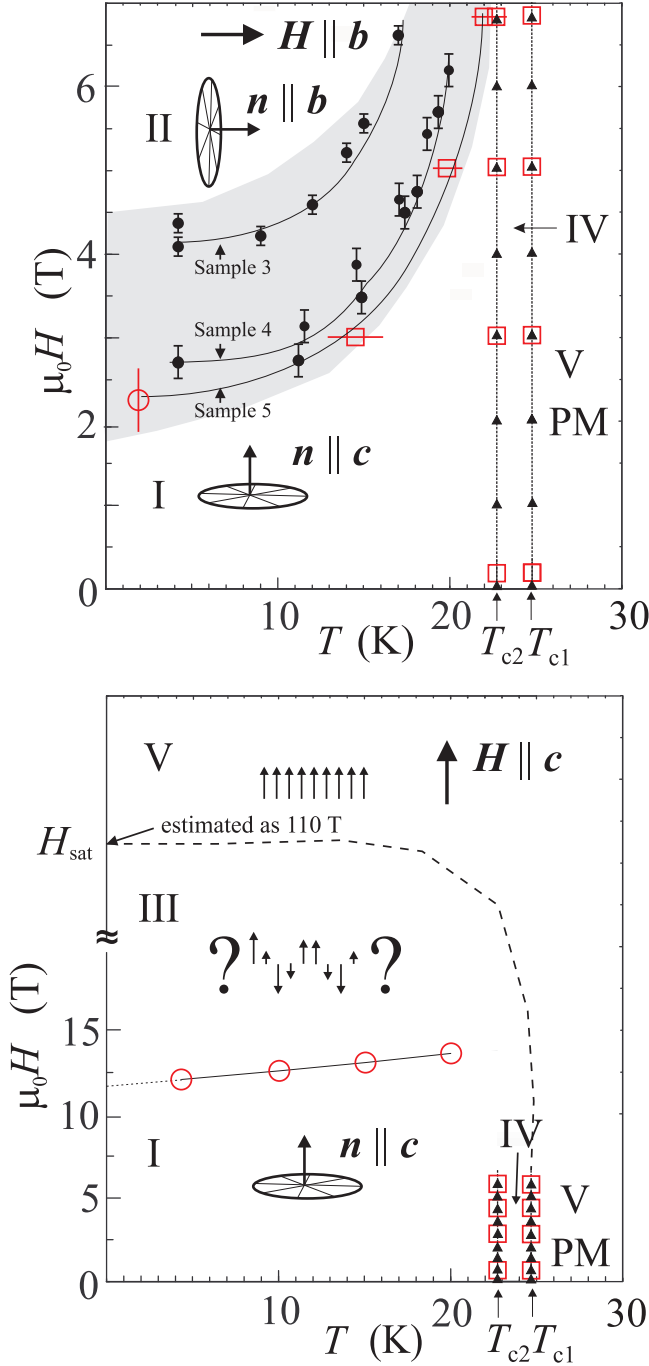 H || b
n || b
II
6
Sample 3
IV
4
μ₀H (T)
Sample 4
V
Sample 5
PM
2
n || c
I
0
10
20
30
T (K)
Tc2 Tc1
V
H || c
estimated as 110 T
Hsat
III
≈
? ?
μ₀H (T)
15
10
IV
I
n || c
5
V
PM
0
10
20
30
T (K)
Tc2 Tc1